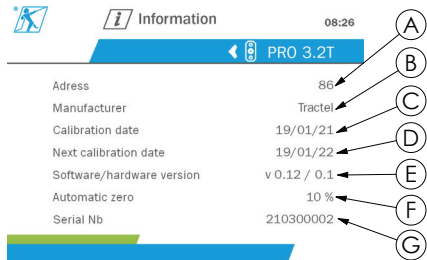 i Information 08:26 A
PRO 3.2T
Adress 86 B
Manufacturer Tractel C
Calibration date 19/01/21 D
Next calibration date 19/01/22
Software/hardware version v 0.12 / 0.1 E
Automatic zero 10 % F
Serial Nb 210300002 G